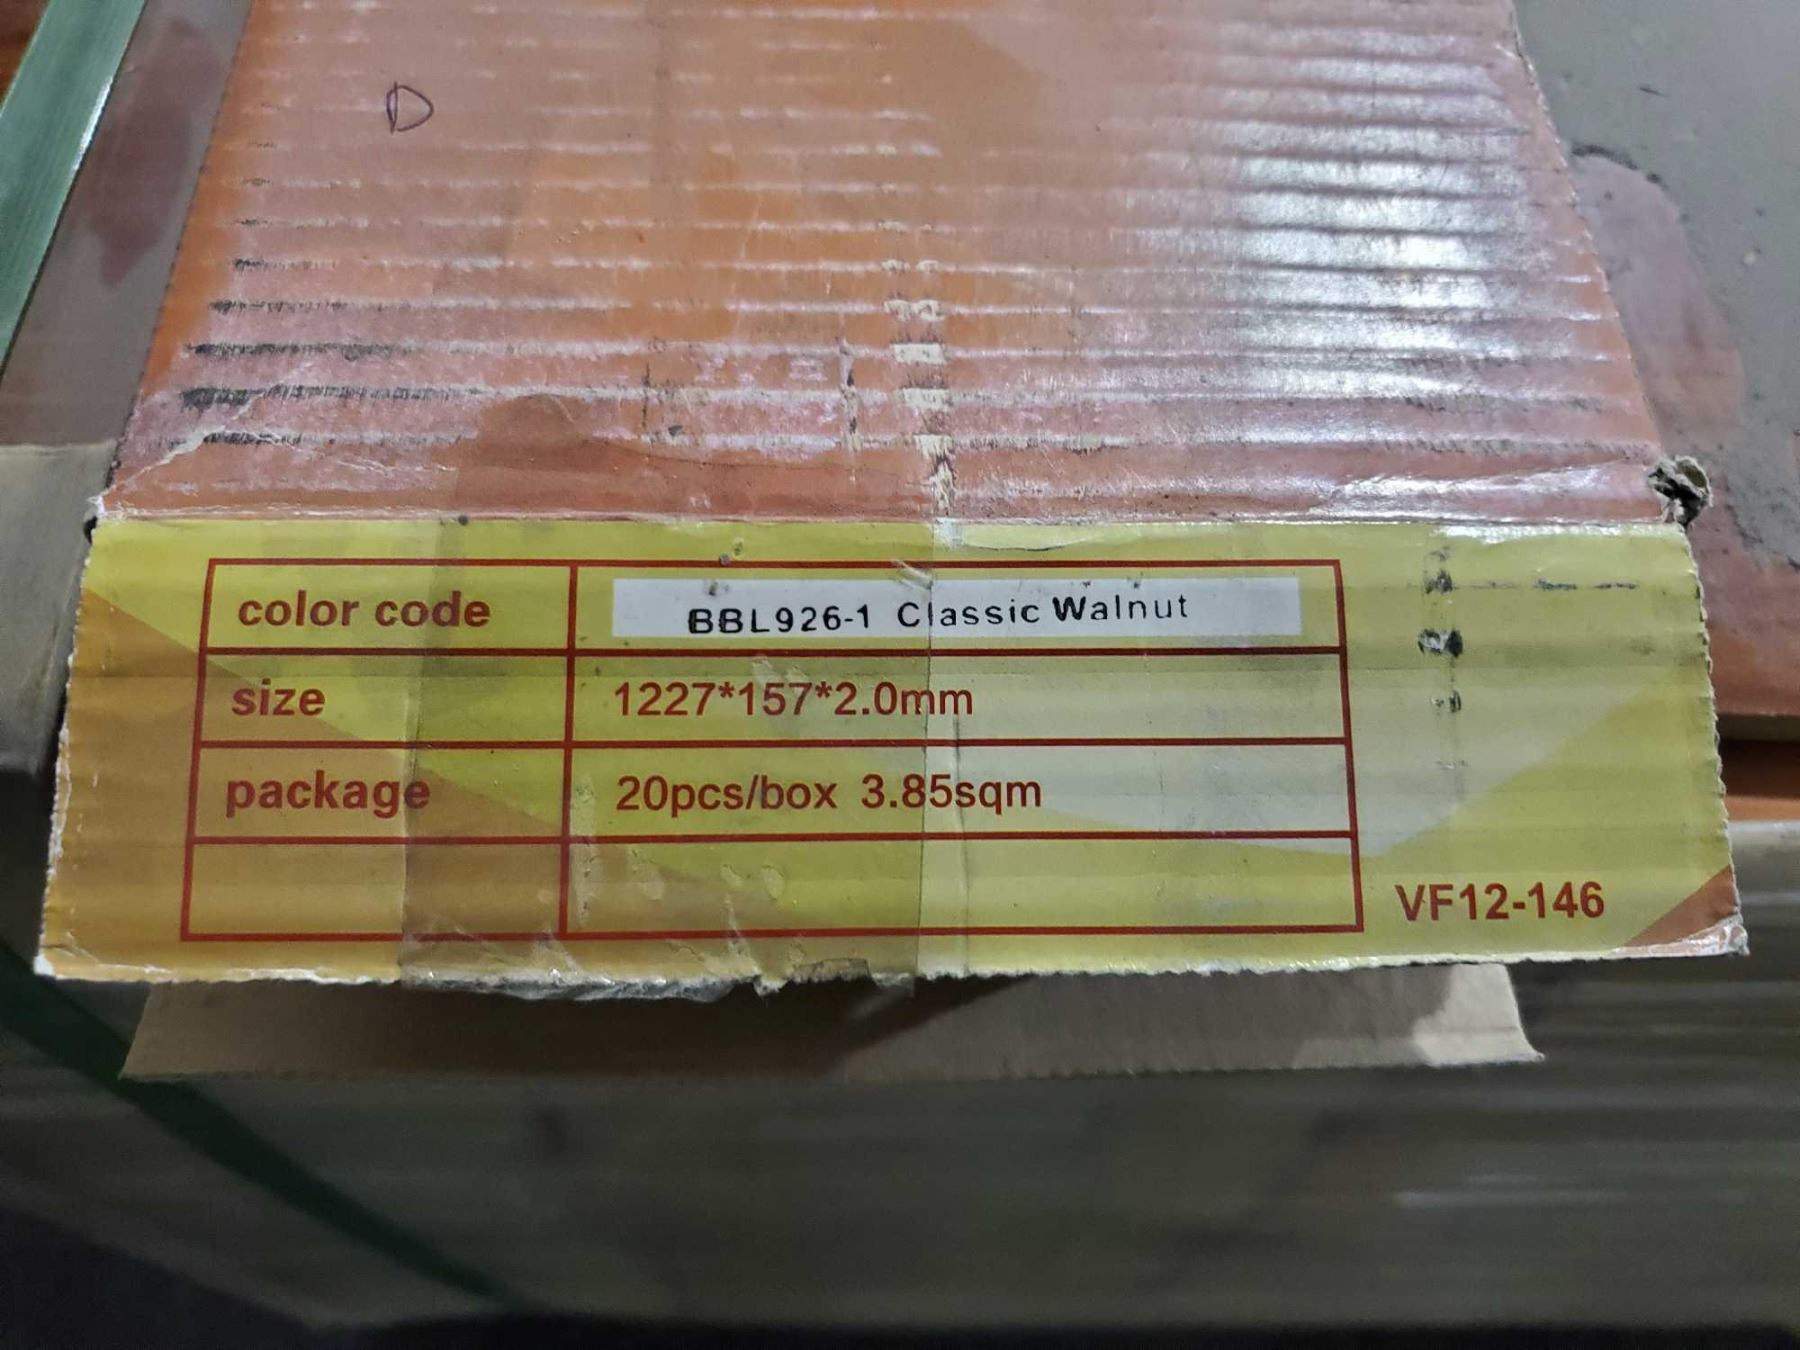 D
color code BBL926-1 Classic Walnut
size 1227*157*2.0mm
package 20pcs/box 3.85sqm
VF12-146